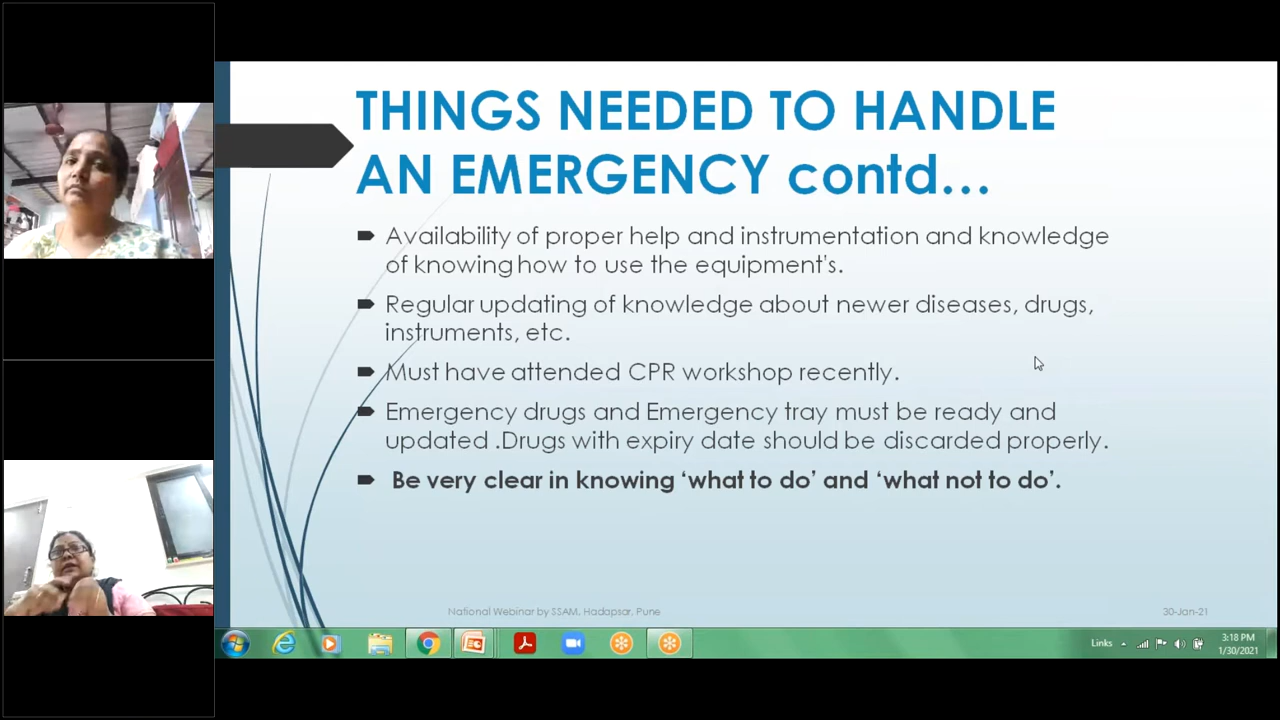 THINGS NEEDED TO HANDLE
AN EMERGENCY contd…
Availability of proper help and instrumentation and knowledge
of knowing how to use the equipment's.
Regular updating of knowledge about newer diseases, drugs,
instruments, etc.
Must have attended CPR workshop recently.
Emergency drugs and Emergency tray must be ready and
updated .Drugs with expiry date should be discarded properly.
Be very clear in knowing ‘what to do’ and ‘what not to do’.
National Webinar by SSAM, Hadapsar, Pune
30-Jan-21
Links
3:18 PM
1/30/2021